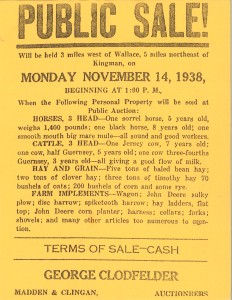 PUBLIC SALE!
Will be held 3 miles west of Wallace, 5 miles northeast of
Kingman, on
MONDAY NOVEMBER 14, 1938,
BEGINNING AT 1:00 P. M.,
When the Following Personal Property will be sold at
Public Auction:
HORSES, 3 HEAD—One sorrel horse, 5 years old,
weighs 1,400 pounds; one black horse, 8 years old; one
smooth mouth big mare mule—all sound and good workers.
CATTLE, 3 HEAD—One Jersey cow, 7 years old;
one cow, half Guernsey, 5 years old; one cow three-fourths
Guernsey, 3 years old—all giving a good flow of milk.
HAY AND GRAIN—Five tons of baled bean hay;
two tons of clover hay; three tons of timothy hay 70
bushels of oats; 200 bushels of corn and some rye.
FARM IMPLEMENTS—Wagon; John Deere sulky
plow; disc harrow; spiketooth harrow; hay ladders, flat
top; John Deere corn planter; harness; collars; forks;
shovels; and many other articles too numerous to
TERMS OF SALE—CASH
GEORGE CLODFELDER
MADDEN & CLINGAN, AUCTIONEERS